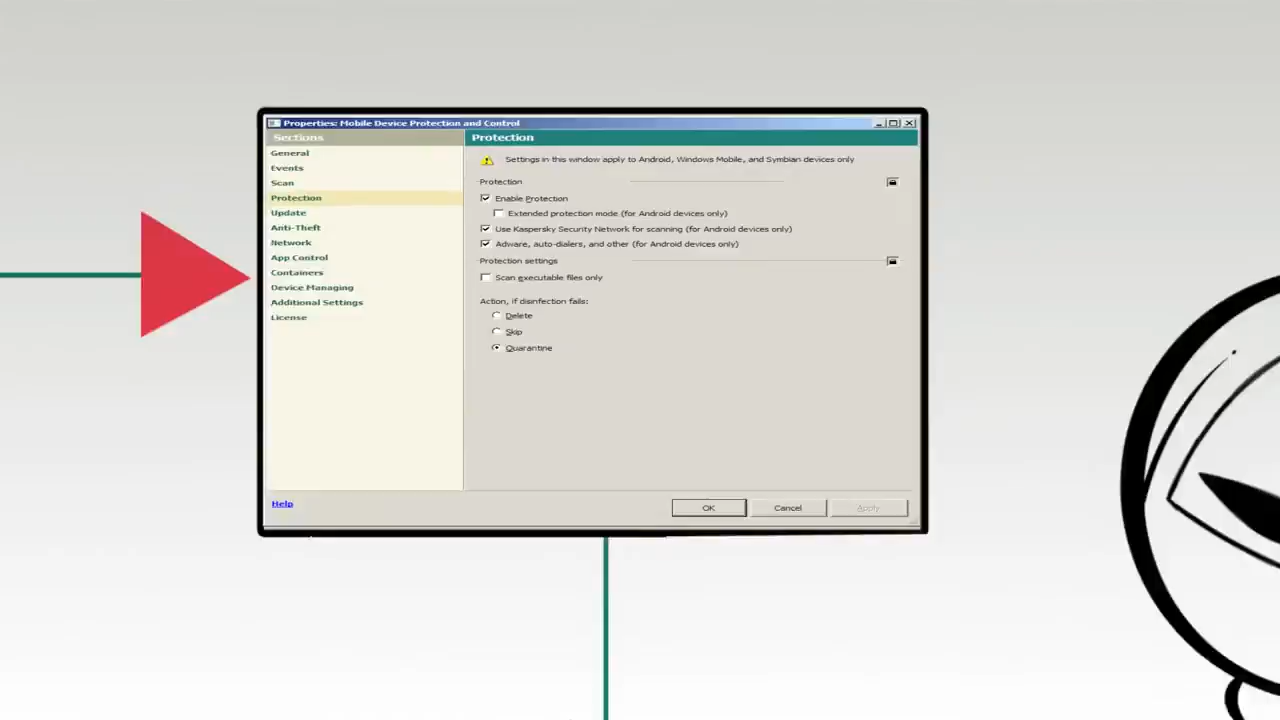 Properties: Mobile Device Protection and Control
Sections
General
Events
Scan
Protection
Update
Anti-Theft
Network
App Control
Containers
Device Managing
Additional Settings
License
Help
Protection
Settings in this window apply to Android, Windows Mobile, and Symbian devices only
Protection
Enable Protection
Extended protection mode (for Android devices only)
Use Kaspersky Security Network for scanning (for Android devices only)
Adware, auto-dialers, and other (for Android devices only)
Protection settings
Scan executable files only
Action, if disinfection fails:
Delete
Skip
Quarantine
OK
Cancel
Apply